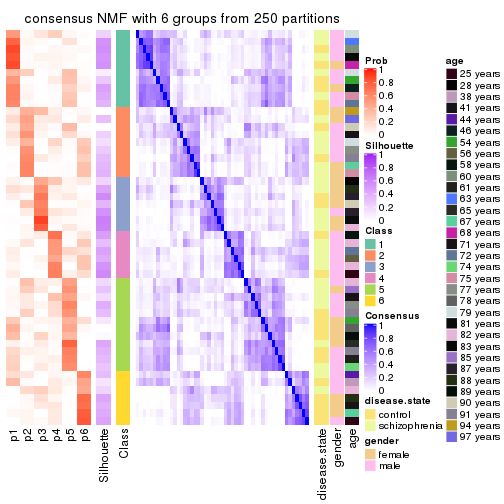 consensus NMF with 6 groups from 250 partitions
p1
p2
p3
p4
p5
p6
Silhouette
Class
disease.state
gender
age
Prob
1
0.8
0.6
0.4
0.2
0
Silhouette
1
0.8
0.6
0.4
0.2
0
Class
1
2
3
4
5
6
Consensus
1
0.8
0.6
0.4
0.2
0
disease.state
control
schizophrenia
gender
female
male
age
25 years
28 years
38 years
41 years
44 years
46 years
54 years
56 years
58 years
60 years
61 years
63 years
65 years
67 years
68 years
71 years
72 years
74 years
75 years
77 years
78 years
79 years
81 years
82 years
83 years
85 years
87 years
88 years
89 years
90 years
91 years
94 years
97 years